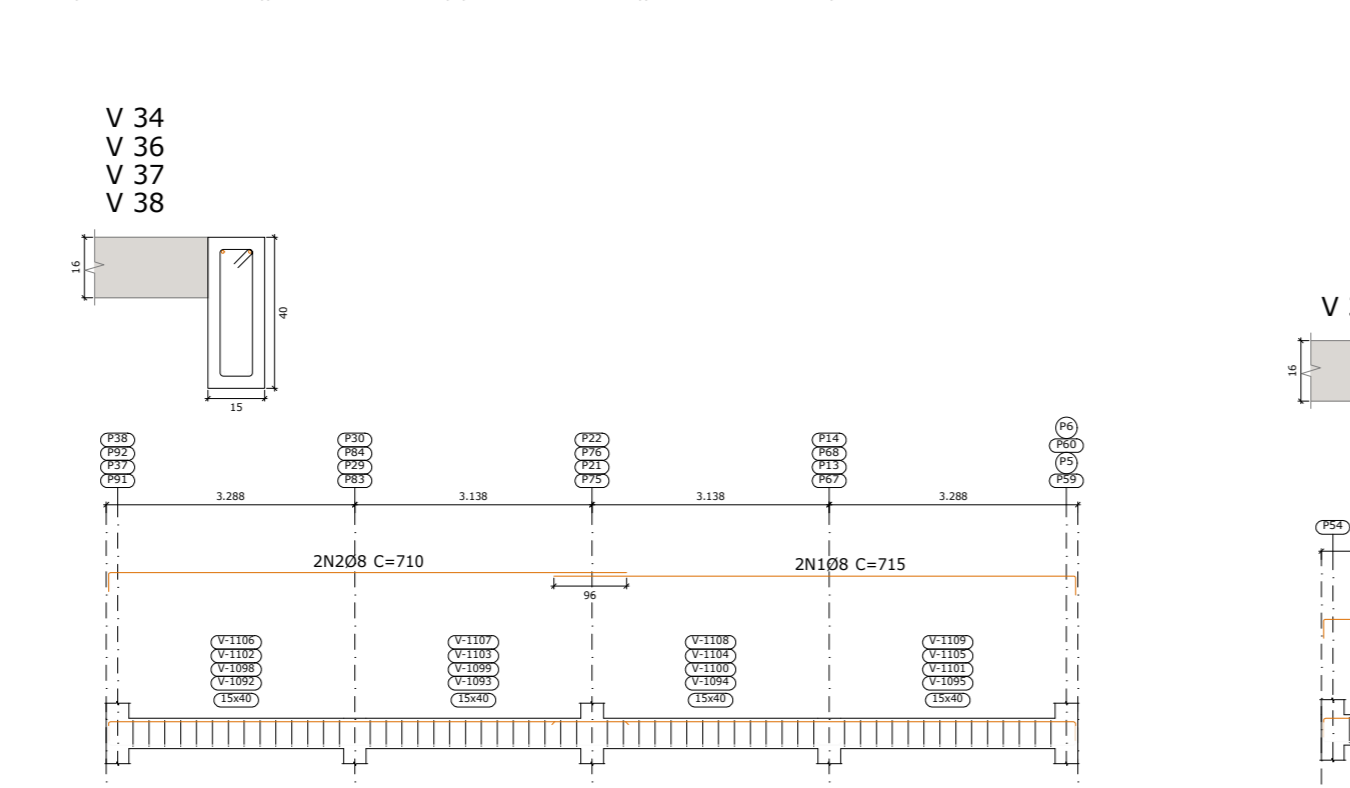 V 34
V 36
V 37
V 38
16
40
15
V
16
P38
P92
P37
P91
P30
P84
P29
P83
P22
P76
P21
P75
P14
P68
P13
P67
P6
P60
P5
P59
3.288
3.138
3.138
3.288
P54
2N2Ø8 C=710
2N1Ø8 C=715
96
V-1106
V-1102
V-1098
V-1092
15x40
V-1107
V-1103
V-1099
V-1093
15x40
V-1108
V-1104
V-1100
V-1094
15x40
V-1109
V-1105
V-1101
V-1095
15x40